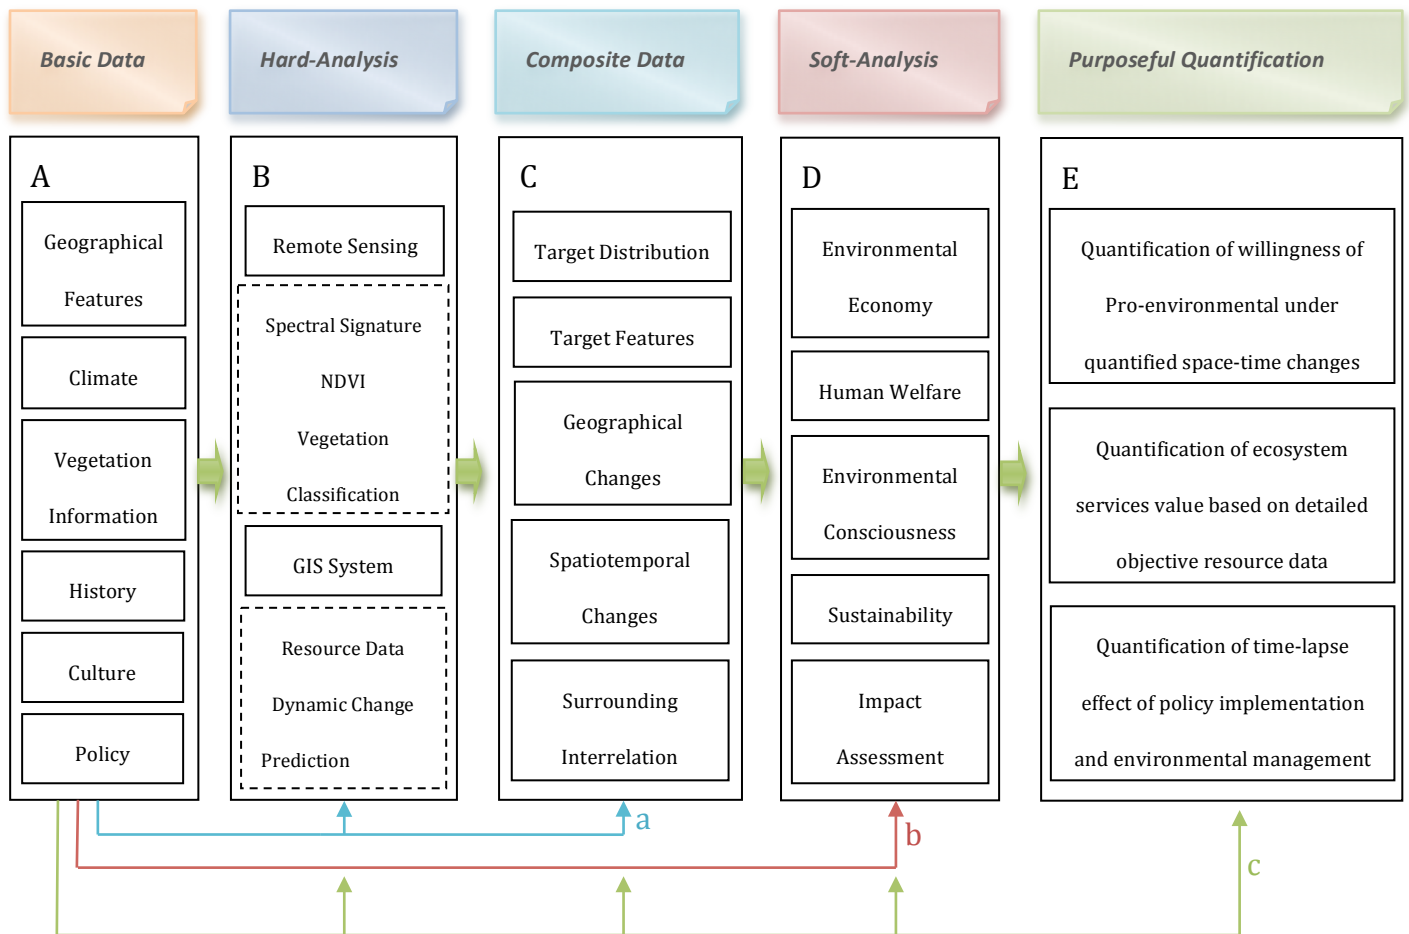 Basic Data
Hard-Analysis
Composite Data
Soft-Analysis
Purposeful Quantification
A
Geographical
Features
Climate
Vegetation
Information
History
Culture
Policy
B
Remote Sensing
Spectral Signature
NDVI
Vegetation
Classification
GIS System
Resource Data
Dynamic Change
Prediction
C
Target Distribution
Target Features
Geographical
Changes
Spatiotemporal
Changes
Surrounding
Interrelation
D
Environmental
Economy
Human Welfare
Environmental
Consciousness
Sustainability
Impact
Assessment
E
Quantification of willingness of
Pro-environmental under
quantified space-time changes
Quantification of ecosystem
services value based on detailed
objective resource data
Quantification of time-lapse
effect of policy implementation
and environmental management
a
b
c